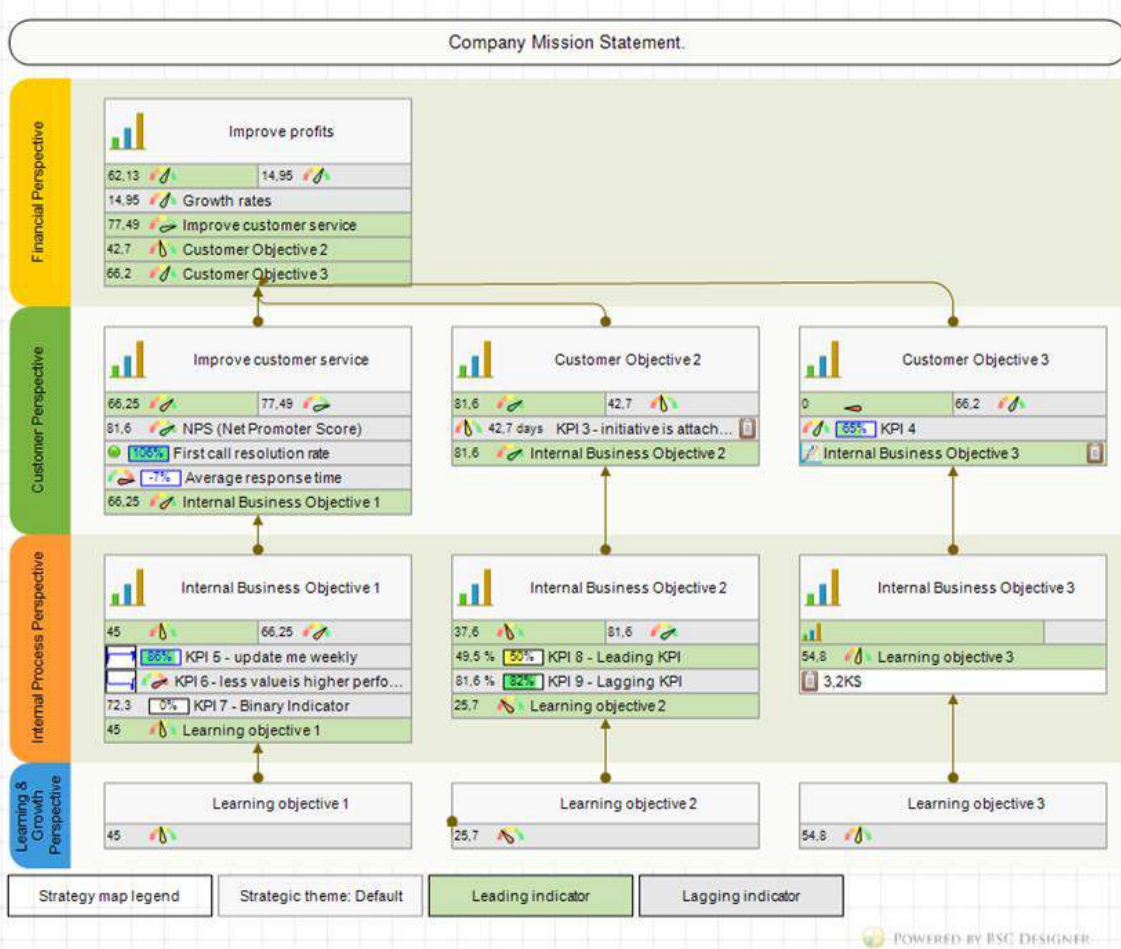 Company Mission Statement.
Financial Perspective
Improve profits
62,13 14,95
14,95 Growth rates
77,49 Improve customer service
42,7 Customer Objective 2
66,2 Customer Objective 3
Customer Perspective
Improve customer service
66,25 77,49
81,6 NPS (Net Promoter Score)
106% First call resolution rate
-7% Average response time
66,25 Internal Business Objective 1
Customer Objective 2
81,6 42,7
42,7 days KPI 3 - initiative is attach...
81,6 Internal Business Objective 2
Customer Objective 3
0 66,2
65% KPI 4
Internal Business Objective 3
Internal Process Perspective
Internal Business Objective 1
45 66,25
86% KPI 5 - update me weekly
KPI 6 - less value is higher perfo...
72,3 0% KPI 7 - Binary Indicator
45 Learning objective 1
Internal Business Objective 2
37,6 81,6
49,5 % 50% KPI 8 - Leading KPI
81,6 % 82% KPI 9 - Lagging KPI
25,7 Learning objective 2
Internal Business Objective 3
54,8 Learning objective 3
3,2K$
Learning &
Growth
Perspective
Learning objective 1
45
Learning objective 2
25,7
Learning objective 3
54,8
Strategy map legend
Strategic theme: Default
Leading indicator
Lagging indicator
POWERED BY BSC DESIGNER